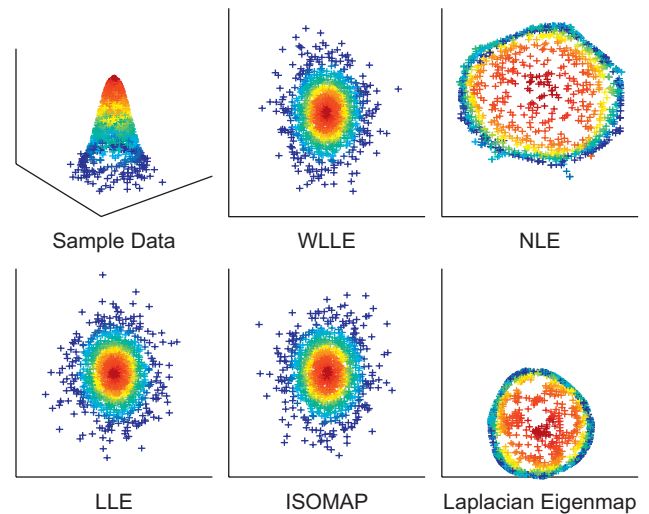 Sample Data
WLLE
NLE
LLE
ISOMAP
Laplacian Eigenmap